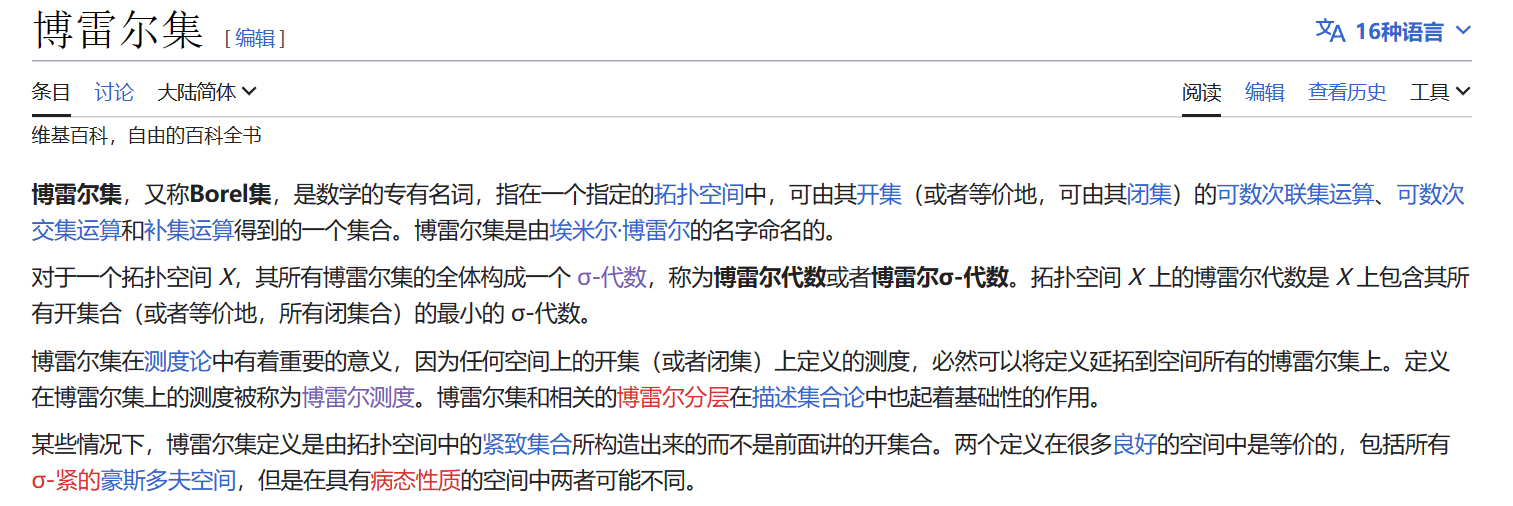 博雷尔集 [编辑]
文A 16种语言
条目 讨论 大陆简体 阅读 编辑 查看历史 工具
维基百科，自由的百科全书
博雷尔集，又称Borel集，是数学的专有名词，指在一个指定的拓扑空间中，可由其开集（或者等价地，可由其闭集）的可数次联集运算、可数次
交集运算和补集运算得到的一个集合。博雷尔集是由埃米尔·博雷尔的名字命名的。
对于一个拓扑空间 X，其所有博雷尔集的全体构成一个 σ-代数，称为博雷尔代数或者博雷尔σ-代数。拓扑空间 X 上的博雷尔代数是 X 上包含其所
有开集合（或者等价地，所有闭集合）的最小的 σ-代数。
博雷尔集在测度论中有着重要的意义，因为任何空间上的开集（或者闭集）上定义的测度，必然可以将定义延拓到空间所有的博雷尔集上。定义
在博雷尔集上的测度被称为博雷尔测度。博雷尔集和相关的博雷尔分层在描述集合论中也起着基础性的作用。
某些情况下，博雷尔集定义是由拓扑空间中的紧致集合所构造出来的而不是前面讲的开集合。两个定义在很多良好的空间中是等价的，包括所有
σ-紧的豪斯多夫空间，但是在具有病态性质的空间中两者可能不同。